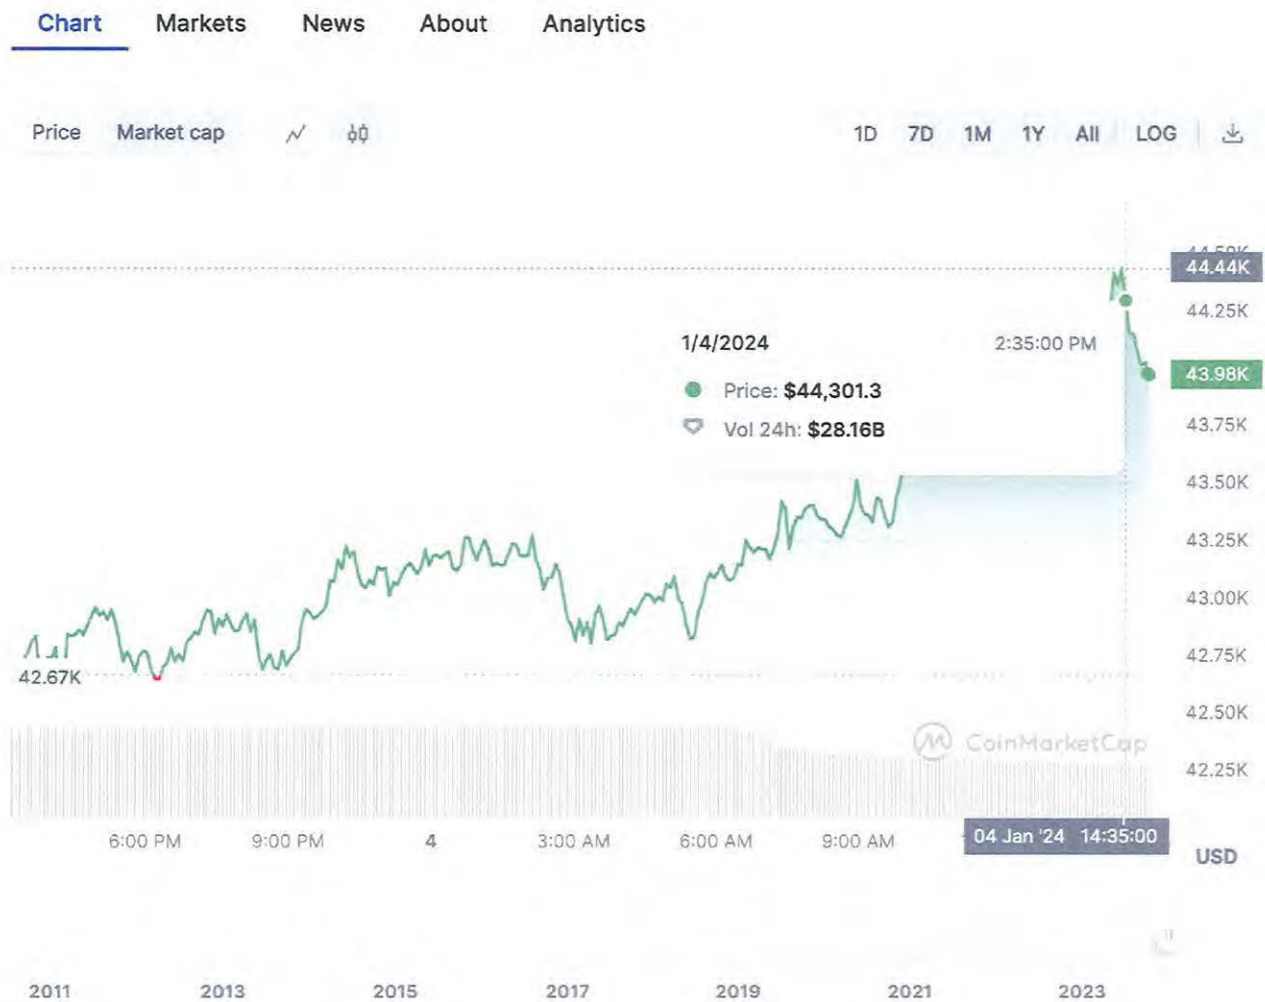 Chart Markets News About Analytics
Price Market cap 1D 7D 1M 1Y All LOG
44.50K
44.44K
44.25K
1/4/2024 2:35:00 PM
43.98K
Price: $44,301.3
43.75K
Vol 24h: $28.16B
43.50K
43.25K
43.00K
42.75K
42.67K
42.50K
CoinMarketCap
42.25K
6:00 PM 9:00 PM 4 3:00 AM 6:00 AM 9:00 AM 04 Jan '24 14:35:00
USD
2011 2013 2015 2017 2019 2021 2023